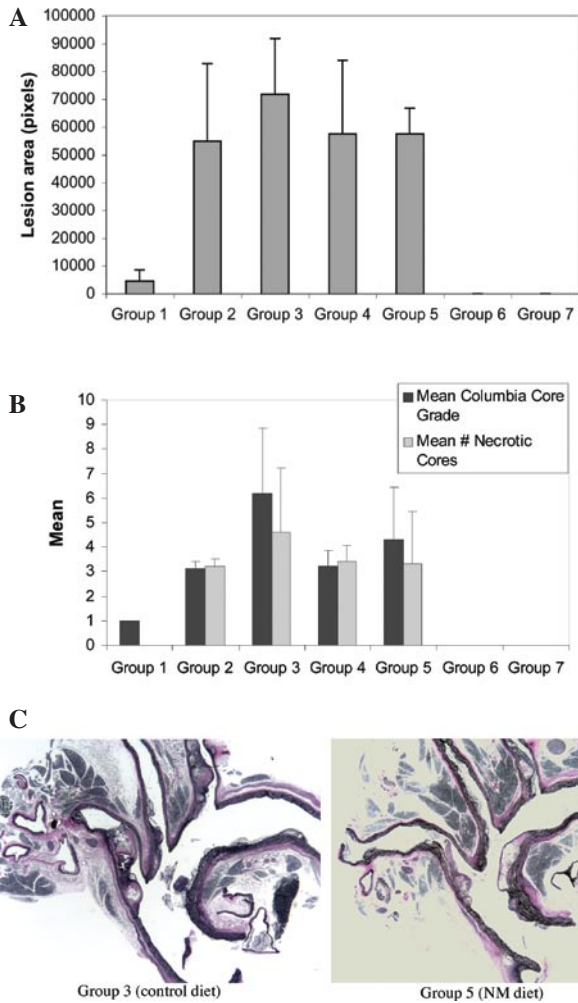 A
Lesion area (pixels)
100000
90000
80000
70000
60000
50000
40000
30000
20000
10000
0
Group 1 Group 2 Group 3 Group 4 Group 5 Group 6 Group 7
B
Mean
10
9
8
7
6
5
4
3
2
1
0
Mean Columbia Core
Grade
Mean # Necrotic
Cores
Group 1 Group 2 Group 3 Group 4 Group 5 Group 6 Group 7
C
Group 3 (control diet) Group 5 (NM diet)